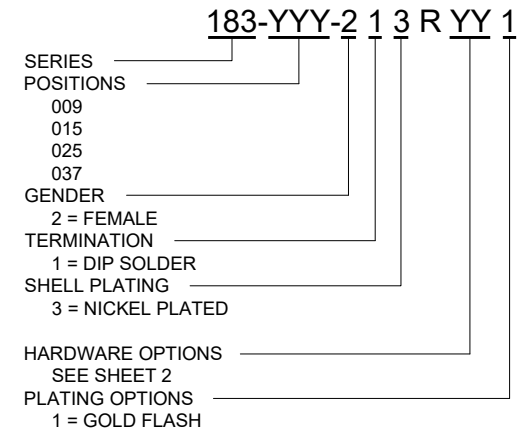 183-YYY-2 1 3 R YY 1
SERIES
POSITIONS
009
015
025
037
GENDER
2 = FEMALE
TERMINATION
1 = DIP SOLDER
SHELL PLATING
3 = NICKEL PLATED
HARDWARE OPTIONS
SEE SHEET 2
PLATING OPTIONS
1 = GOLD FLASH